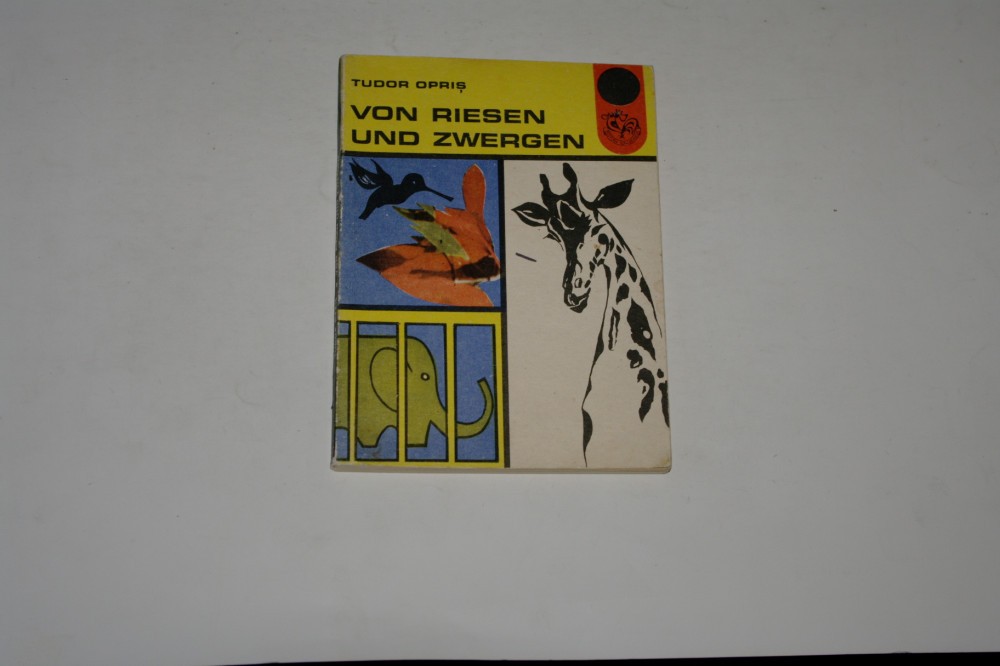 TUDOR OPRIȘ
VON RIESEN
UND ZWERGEN